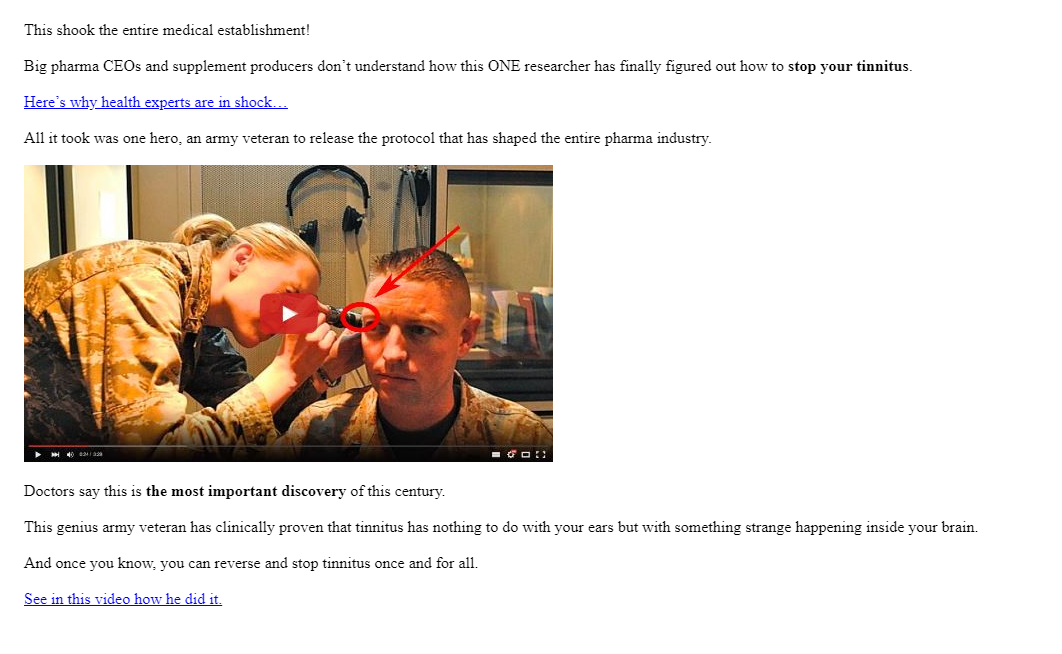 This shook the entire medical establishment!
Big pharma CEOs and supplement producers don’t understand how this ONE researcher has finally figured out how to stop your tinnitus.
Here’s why health experts are in shock…
All it took was one hero, an army veteran to release the protocol that has shaped the entire pharma industry.
0:24 / 3:28
Doctors say this is the most important discovery of this century.
This genius army veteran has clinically proven that tinnitus has nothing to do with your ears but with something strange happening inside your brain.
And once you know, you can reverse and stop tinnitus once and for all.
See in this video how he did it.